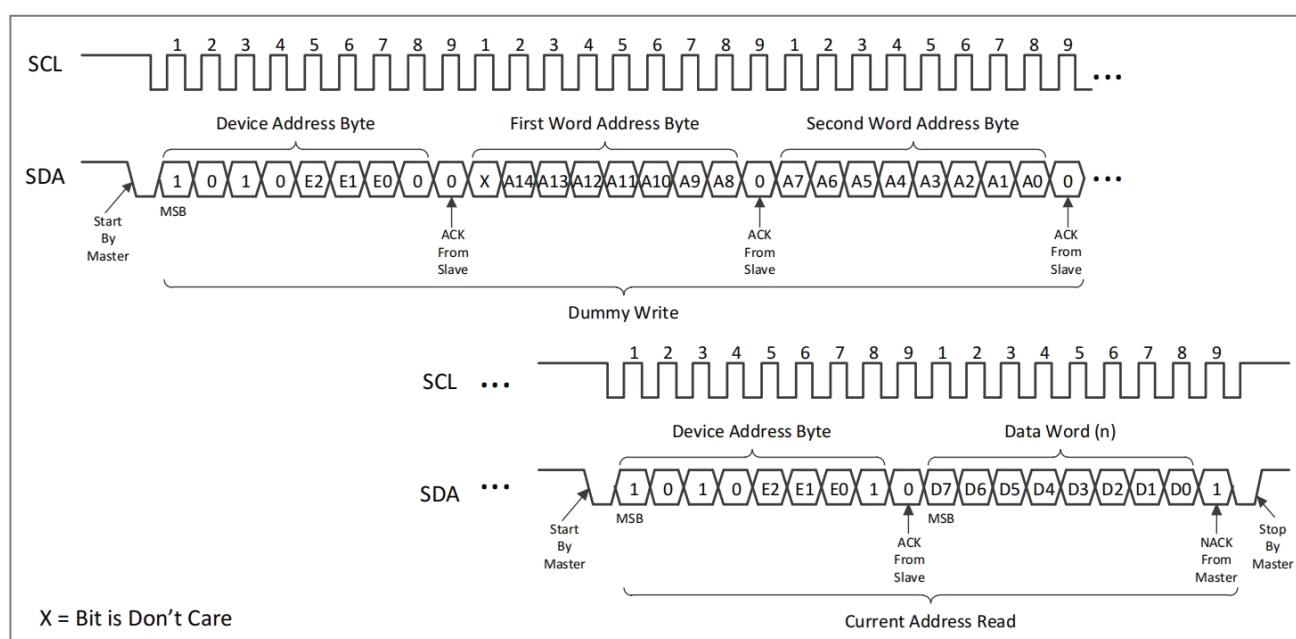 1 2 3 4 5 6 7 8 9 1 2 3 4 5 6 7 8 9 1 2 3 4 5 6 7 8 9
SCL ...
Device Address Byte First Word Address Byte Second Word Address Byte
SDA 1 0 1 0 E2 E1 E0 0 0 X A14 A13 A12 A11 A10 A9 A8 0 A7 A6 A5 A4 A3 A2 A1 A0 0 ...
MSB
Start By Master
ACK From Slave
ACK From Slave
ACK From Slave
Dummy Write
1 2 3 4 5 6 7 8 9 1 2 3 4 5 6 7 8 9
SCL ...
Device Address Byte Data Word (n)
SDA ... 1 0 1 0 E2 E1 E0 1 0 D7 D6 D5 D4 D3 D2 D1 D0 1
MSB MSB
Start By Master
ACK From Slave
NACK From Master
Stop By Master
X = Bit is Don't Care
Current Address Read